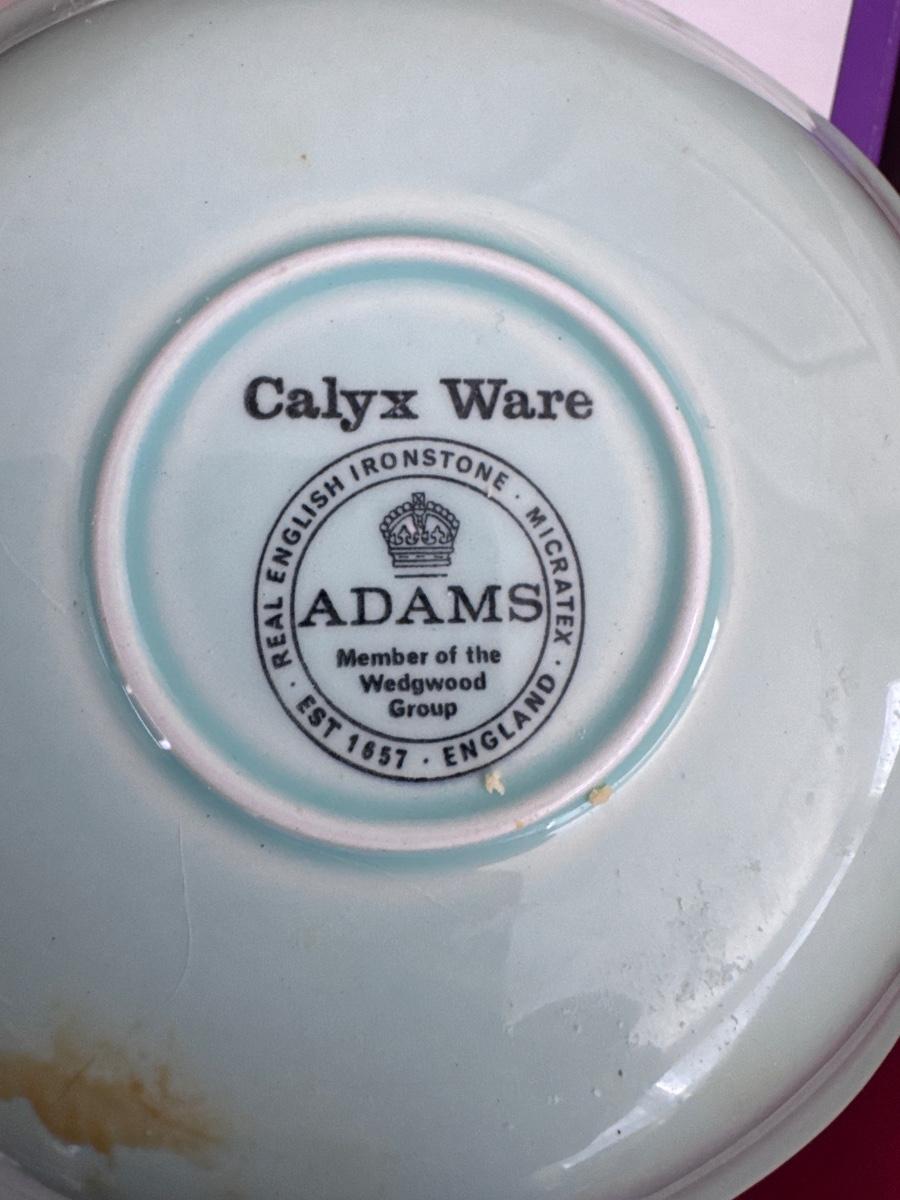 Calyx Ware
REAL ENGLISH IRONSTONE · MICRATEX ·
ADAMS
Member of the
Wedgwood
Group
· EST 1657 · ENGLAND